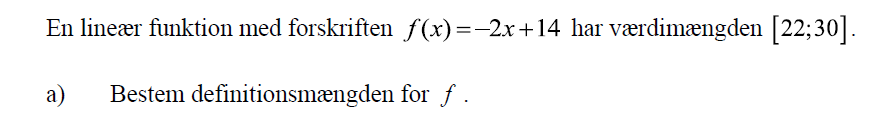 En lineær funktion med forskriften f(x)=−2x+14 har værdimængden [22;30].
a) Bestem definitionsmængden for f .